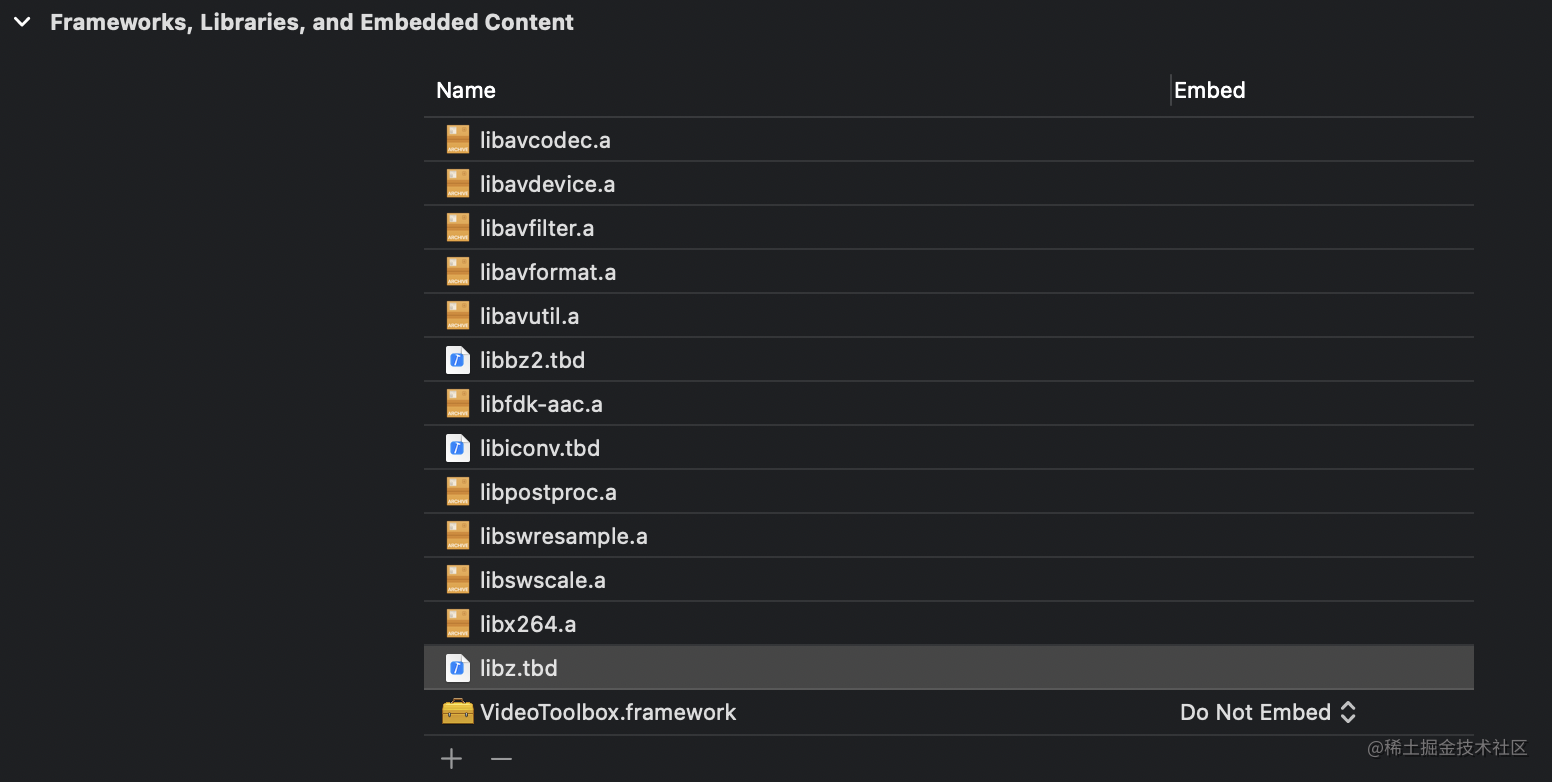 Frameworks, Libraries, and Embedded Content
Name Embed
libavcodec.a
libavdevice.a
libavfilter.a
libavformat.a
libavutil.a
libbz2.tbd
libfdk-aac.a
libiconv.tbd
libpostproc.a
libswresample.a
libswscale.a
libx264.a
libz.tbd
VideoToolbox.framework Do Not Embed
@稀土掘金技术社区